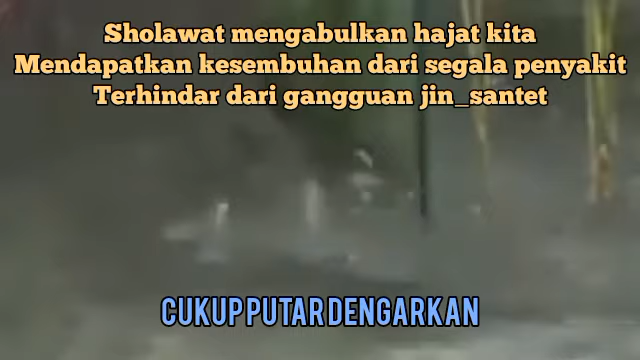 Sholawat mengabulkan hajat kita
Mendapatkan kesembuhan dari segala penyakit
Terhindar dari gangguan jin_santet
CUKUP PUTAR DENGARKAN